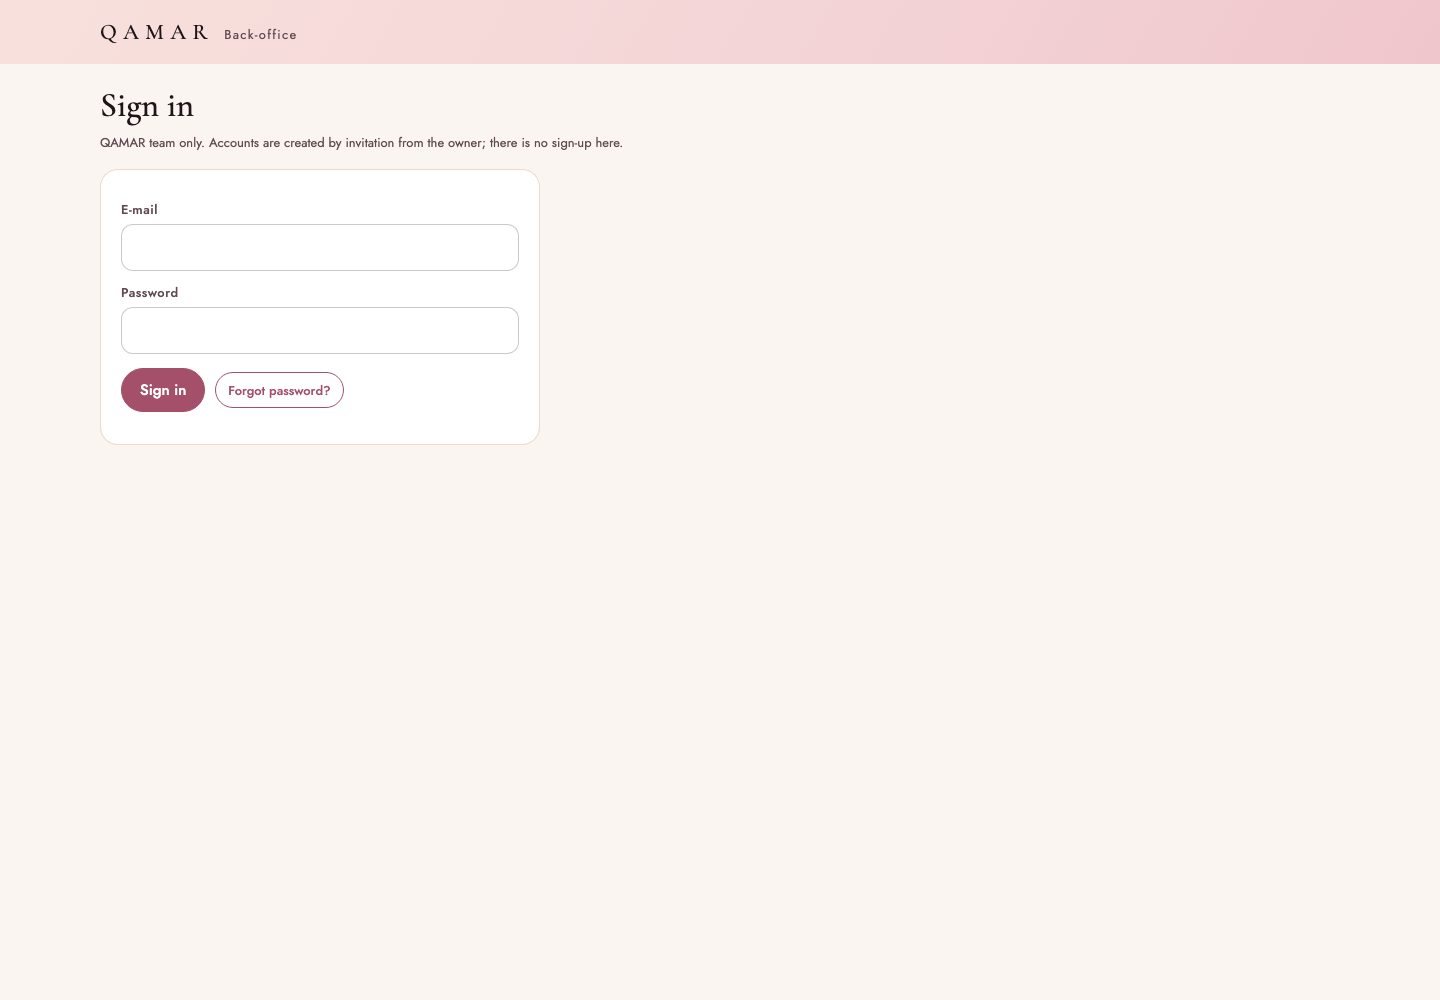 QAMAR Back-office
Sign in
QAMAR team only. Accounts are created by invitation from the owner; there is no sign-up here.
E-mail
Password
Sign in Forgot password?